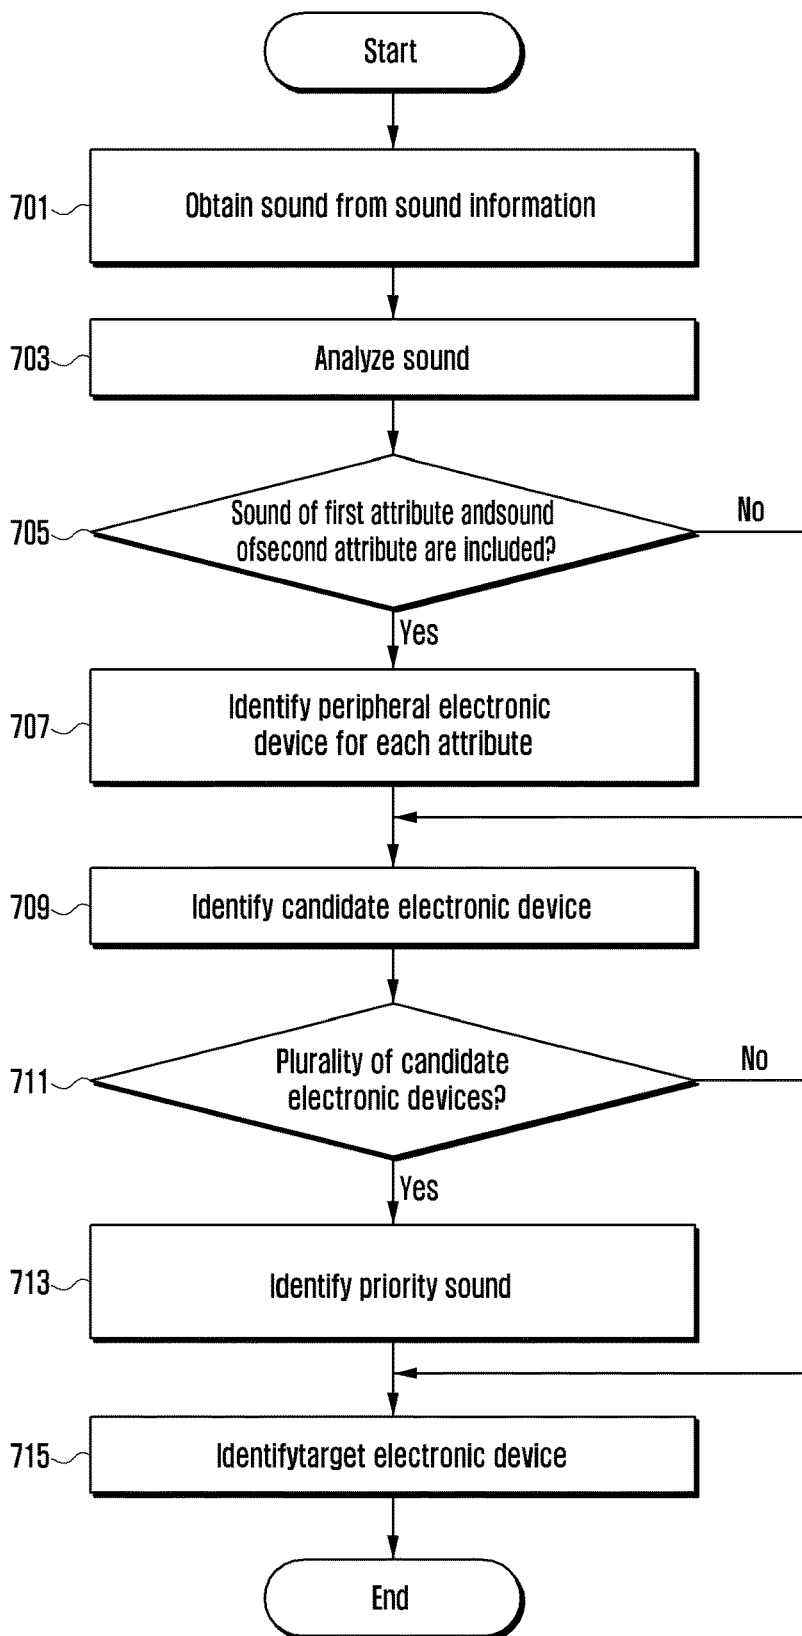 Start
701
Obtain sound from sound information
703
Analyze sound
705
Sound of first attribute andsound
ofsecond attribute are included?
No
Yes
707
Identify peripheral electronic
device for each attribute
709
Identify candidate electronic device
711
Plurality of candidate
electronic devices?
No
Yes
713
Identify priority sound
715
Identifytarget electronic device
End